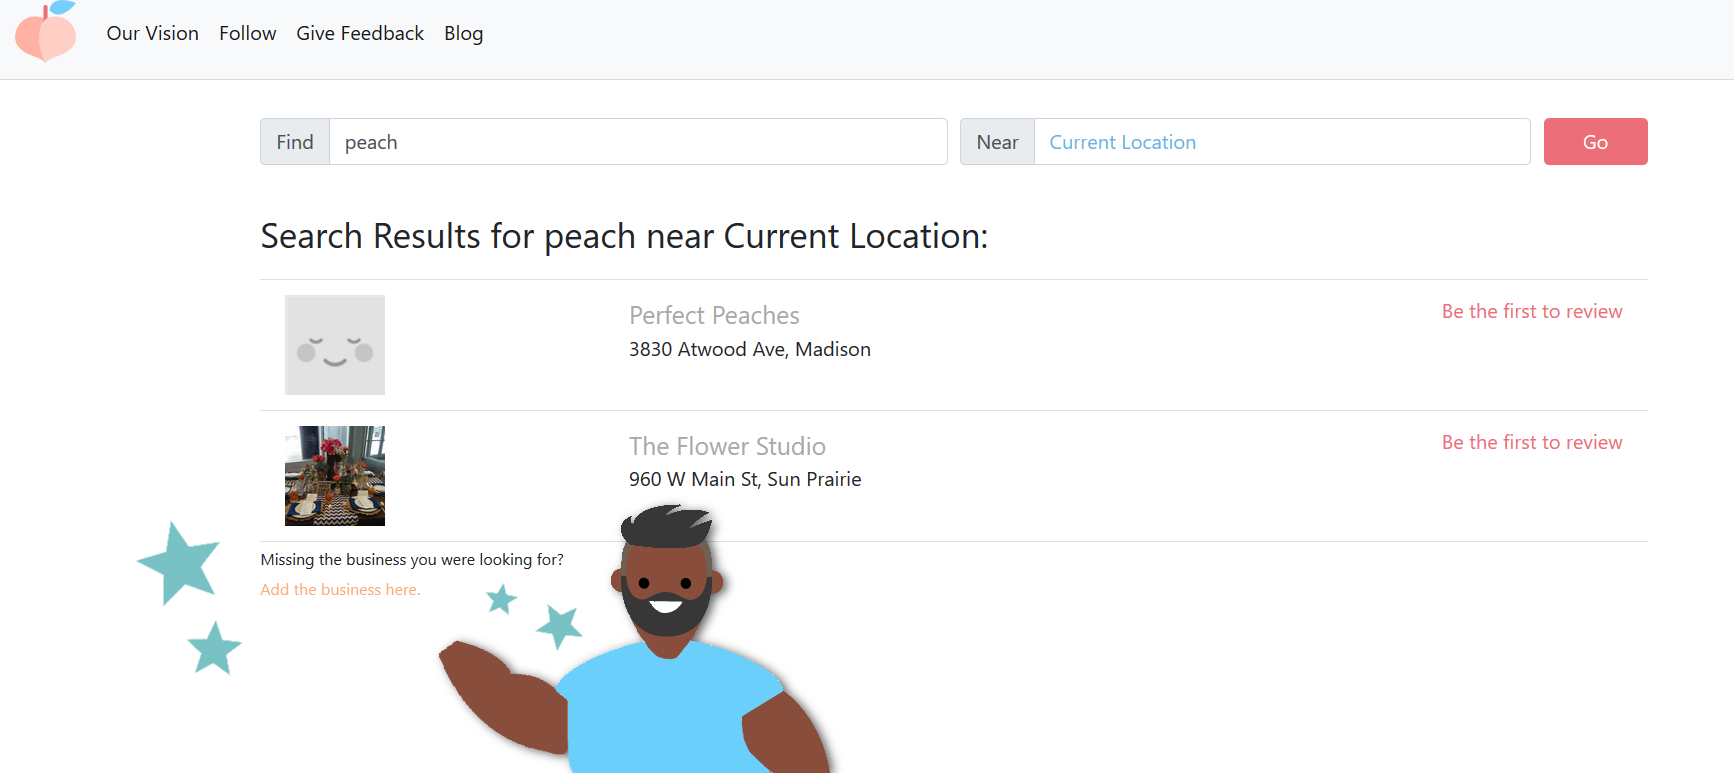 Our Vision Follow Give Feedback Blog
Find peach Near Current Location Go
Search Results for peach near Current Location:
Perfect Peaches Be the first to review
3830 Atwood Ave, Madison
The Flower Studio Be the first to review
960 W Main St, Sun Prairie
Missing the business you were looking for?
Add the business here.